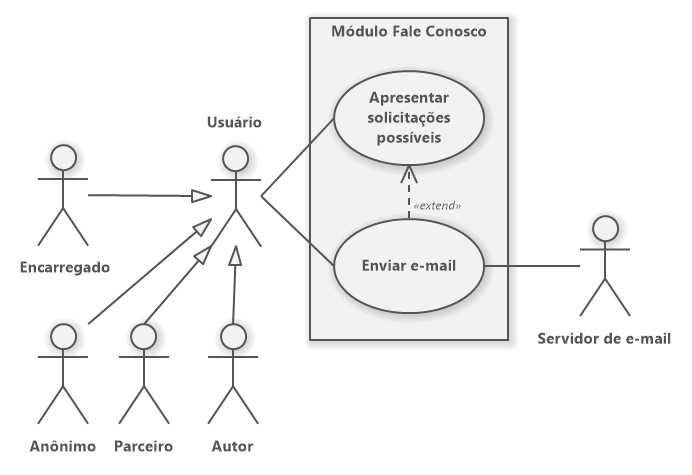 Módulo Fale Conosco
Apresentar
solicitações
possíveis
Usuário
«extend»
Encarregado
Enviar e-mail
Servidor de e-mail
Anônimo
Parceiro
Autor